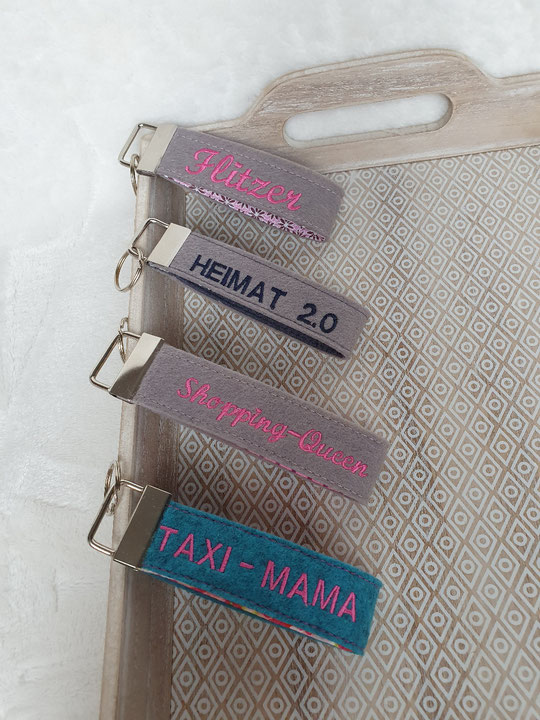 Flitzer
HEIMAT 2.0
Shopping-Queen
TAXI - MAMA